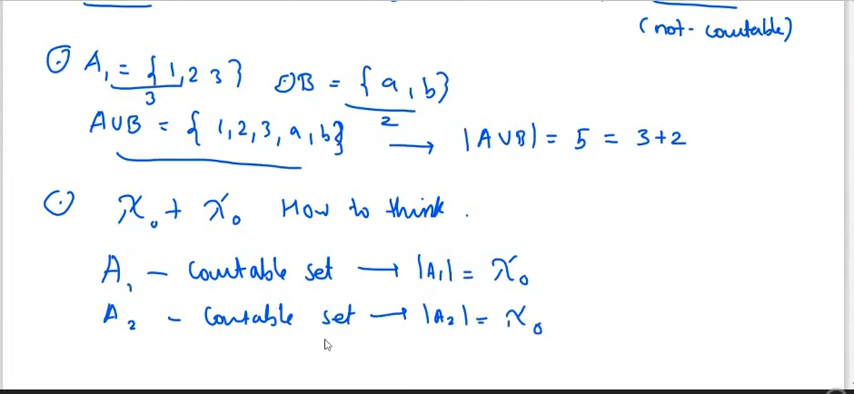 (not-countable)
⊙ A₁ = {1,2 3} ⊙ B = {a,b}
3 2
A∪B = {1,2,3,a,b} → |A∪B| = 5 = 3+2
⊙ ℵ₀ + ℵ₀ How to think.
A₁ – Countable set → |A₁| = ℵ₀
A₂ – Countable set → |A₂| = ℵ₀